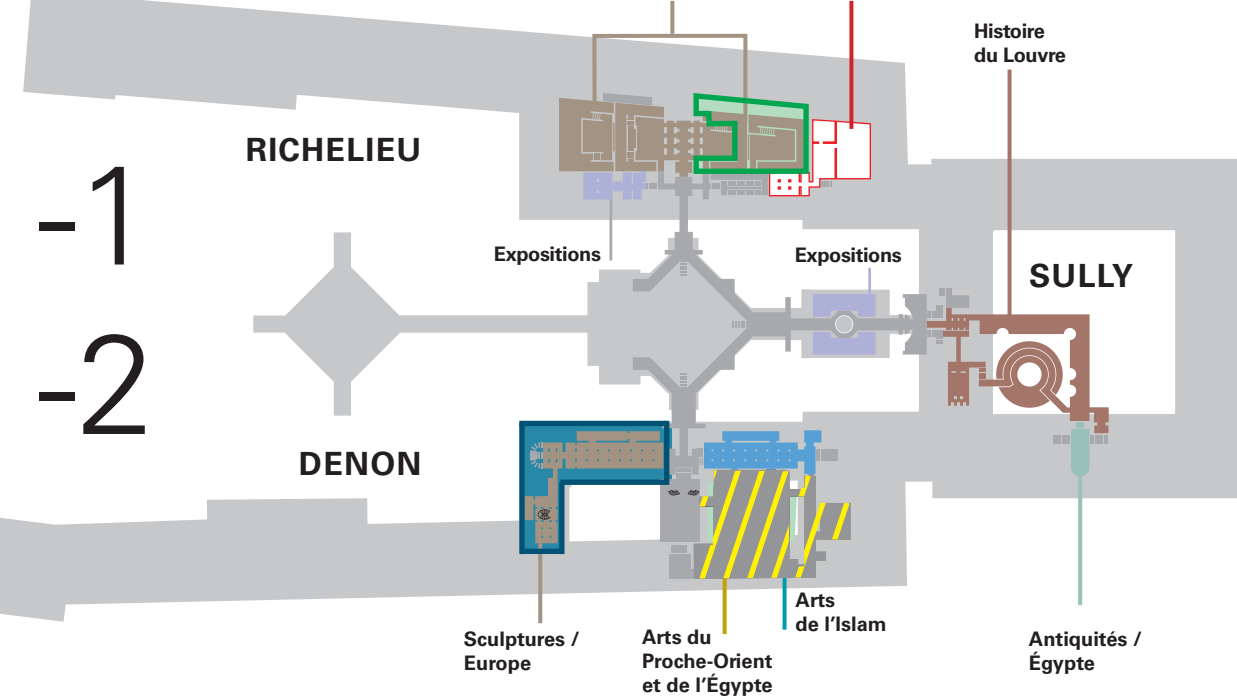 Histoire
du Louvre
RICHELIEU
-1
Expositions
Expositions
SULLY
-2
DENON
Sculptures /
Europe
Arts du
Proche-Orient
et de l'Égypte
Arts
de l'Islam
Antiquités /
Égypte